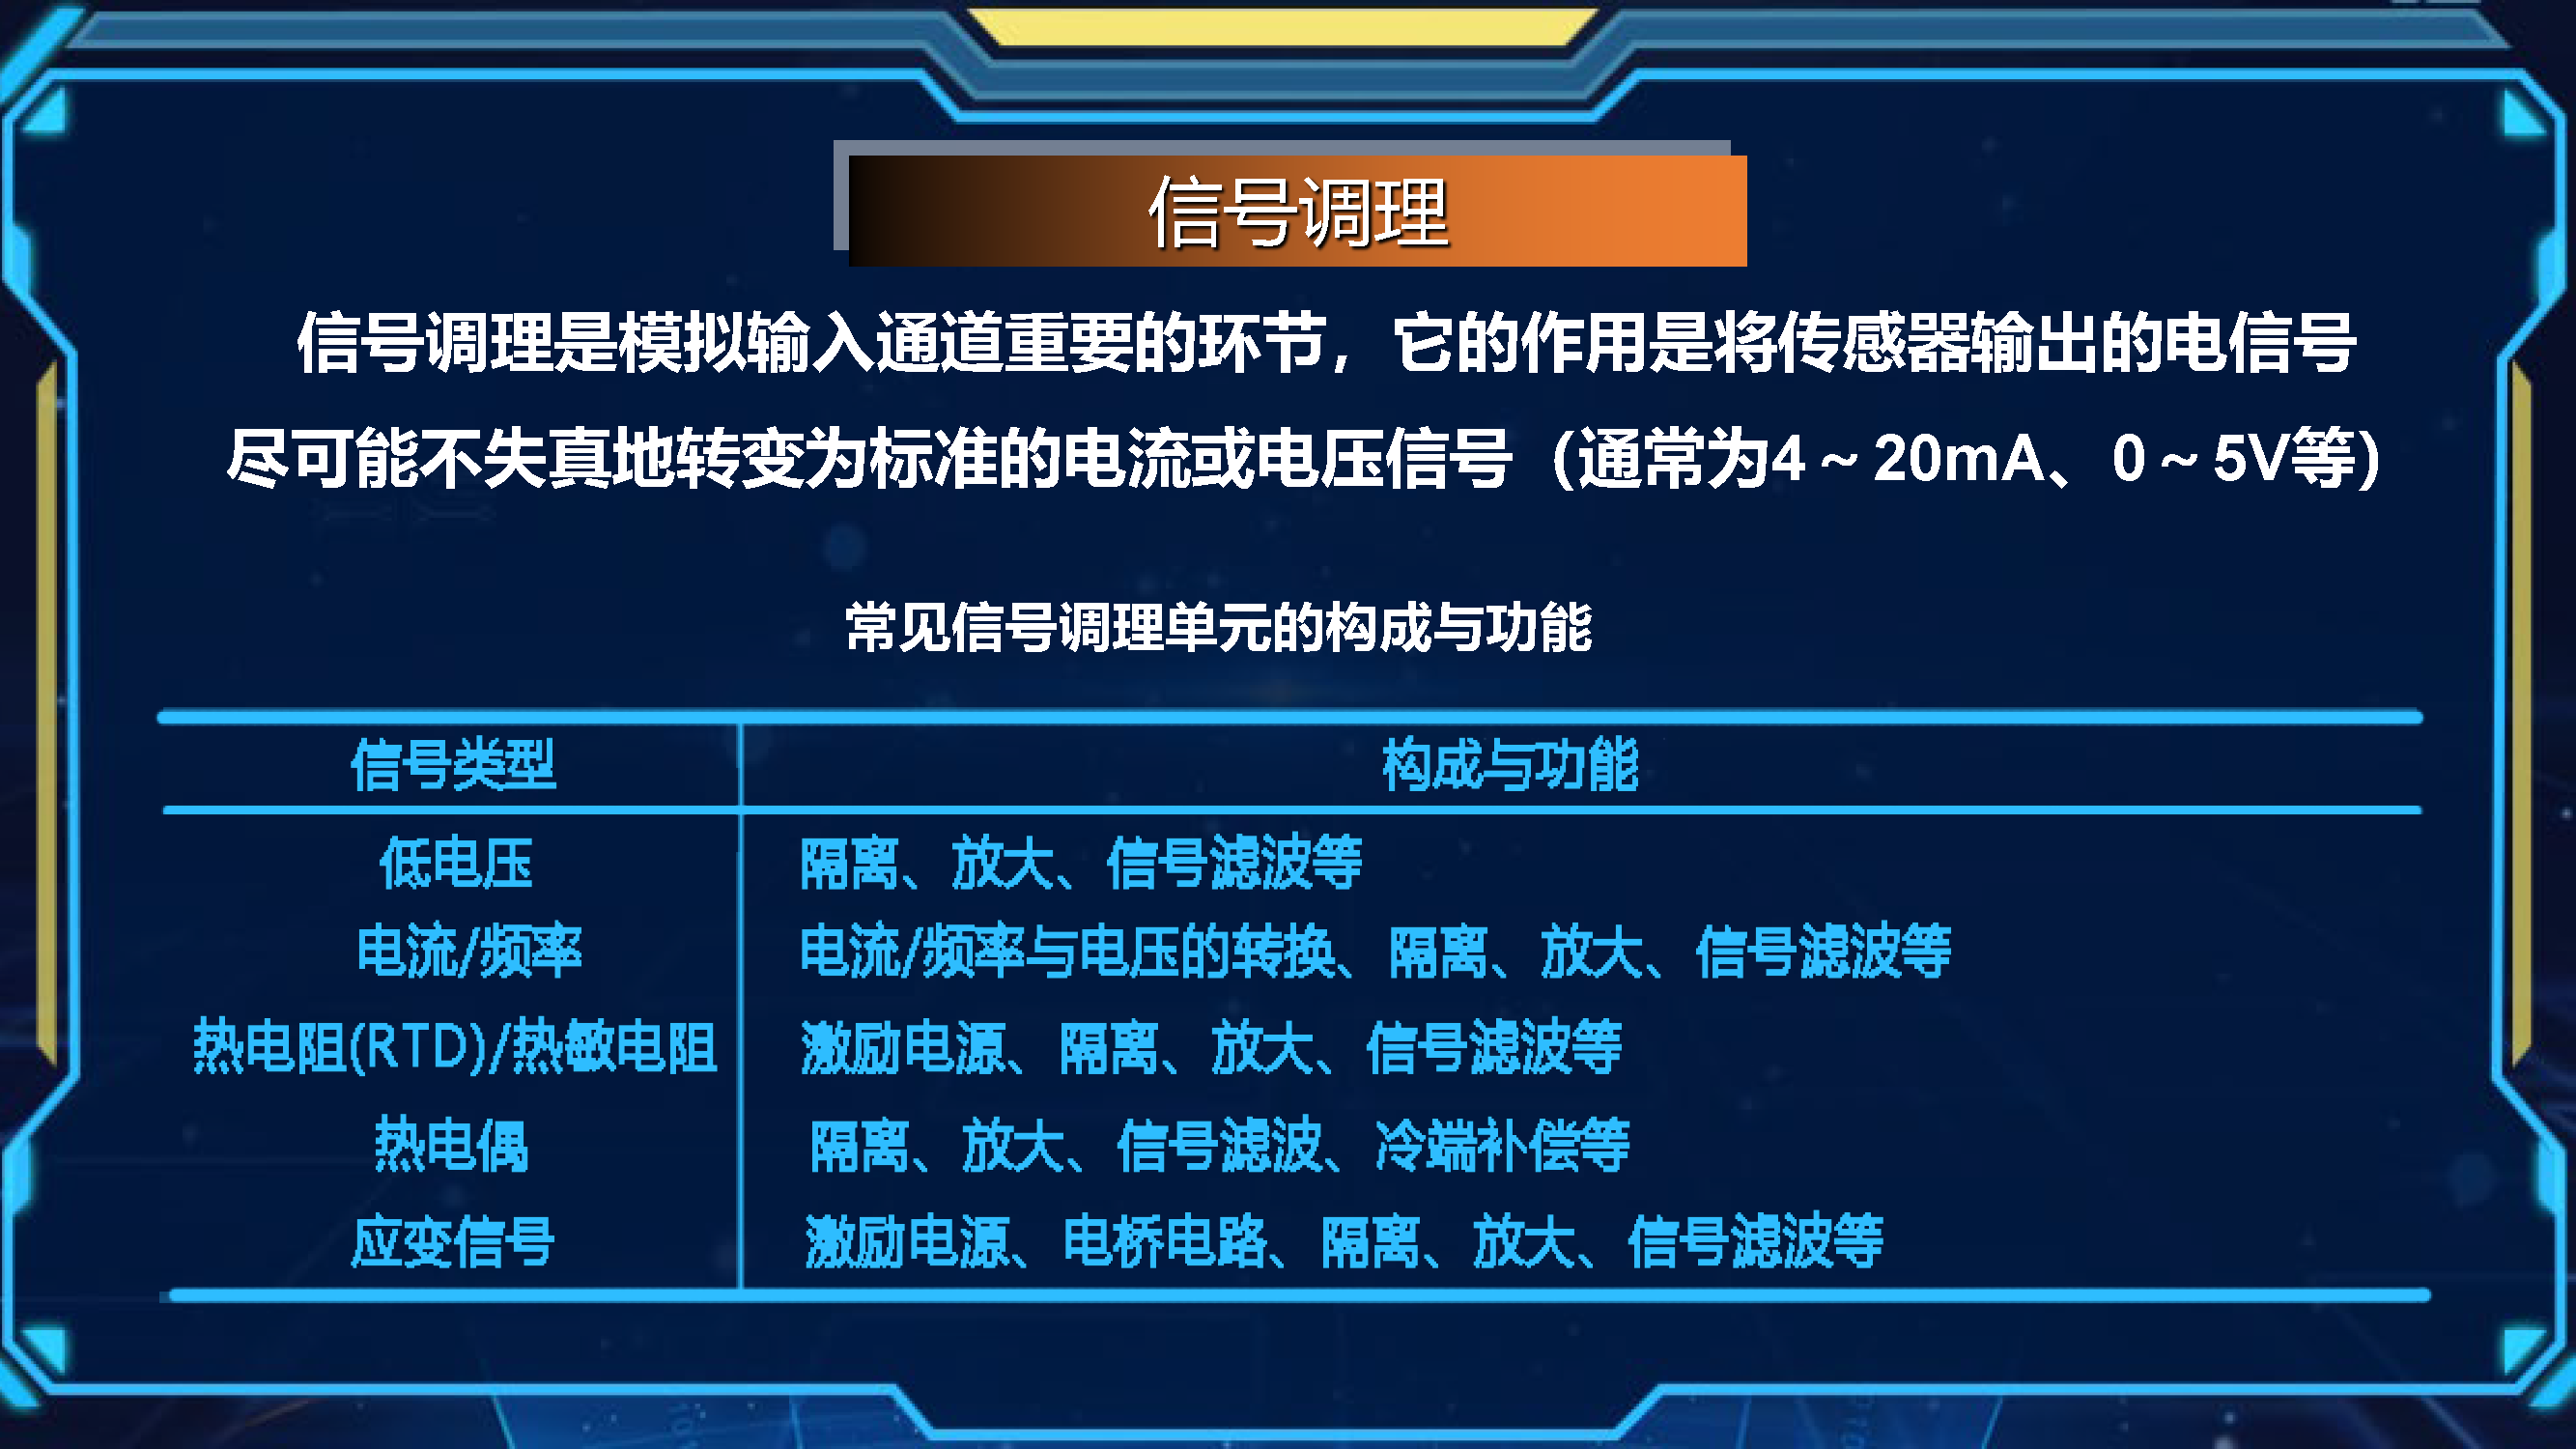 信号调理
信号调理是模拟输入通道重要的环节，它的作用是将传感器输出的电信号
尽可能不失真地转变为标准的电流或电压信号（通常为4～20mA、0～5V等）
常见信号调理单元的构成与功能
信号类型 构成与功能
低电压 隔离、放大、信号滤波等
电流/频率 电流/频率与电压的转换、隔离、放大、信号滤波等
热电阻(RTD)/热敏电阻 激励电源、隔离、放大、信号滤波等
热电偶 隔离、放大、信号滤波、冷端补偿等
应变信号 激励电源、电桥电路、隔离、放大、信号滤波等